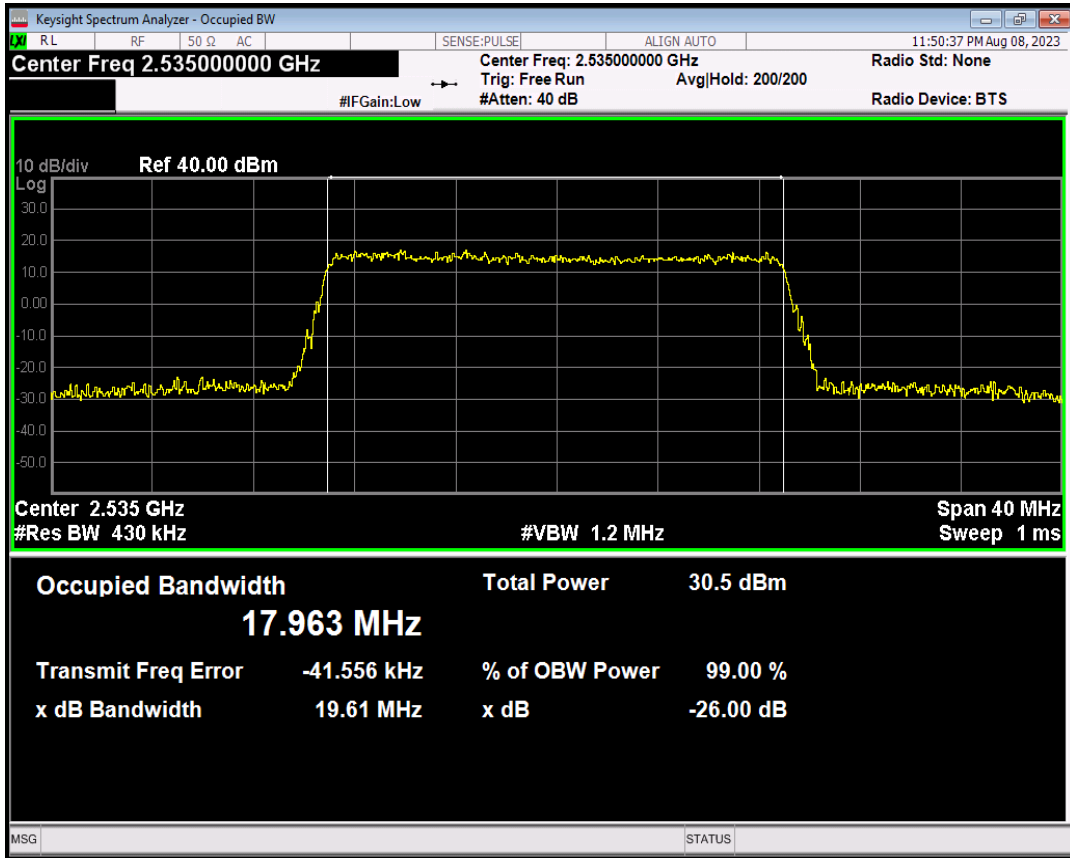 Keysight Spectrum Analyzer - Occupied BW
LXI RL RF 50 Ω AC SENSE:PULSE ALIGN AUTO 11:50:37 PM Aug 08, 2023
Center Freq 2.535000000 GHz Center Freq: 2.535000000 GHz Radio Std: None
Trig: Free Run Avg|Hold: 200/200
#IFGain:Low #Atten: 40 dB Radio Device: BTS
10 dB/div Ref 40.00 dBm
Log
30.0
20.0
10.0
0.00
-10.0
-20.0
-30.0
-40.0
-50.0
Center 2.535 GHz Span 40 MHz
#Res BW 430 kHz #VBW 1.2 MHz Sweep 1 ms
Occupied Bandwidth Total Power 30.5 dBm
17.963 MHz
Transmit Freq Error -41.556 kHz % of OBW Power 99.00 %
x dB Bandwidth 19.61 MHz x dB -26.00 dB
MSG STATUS